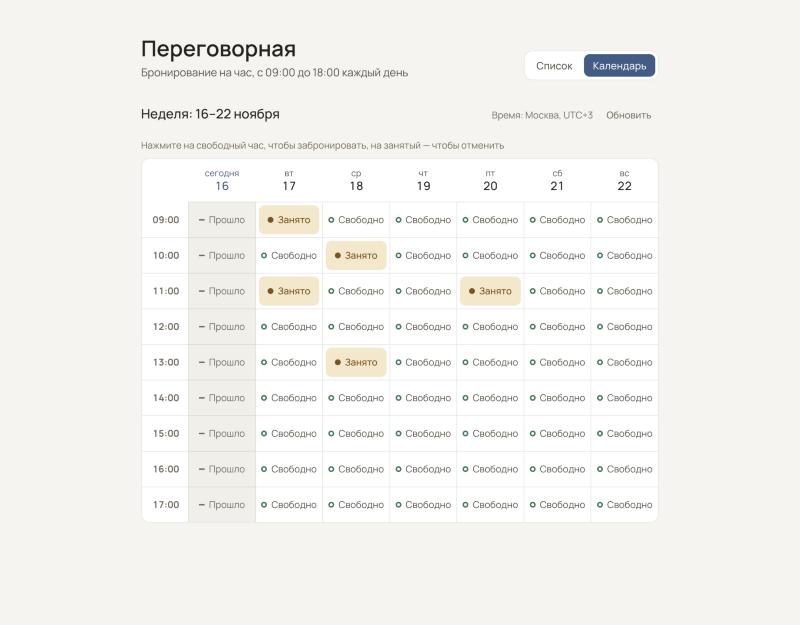 Переговорная
Бронирование на час, с 09:00 до 18:00 каждый день
Список Календарь
Неделя: 16–22 ноября
Время: Москва, UTC+3 Обновить
Нажмите на свободный час, чтобы забронировать, на занятый — чтобы отменить
сегодня вт ср чт пт сб вс
16 17 18 19 20 21 22
09:00 Прошло Занято Свободно Свободно Свободно Свободно Свободно
10:00 Прошло Свободно Занято Свободно Свободно Свободно Свободно
11:00 Прошло Занято Свободно Свободно Занято Свободно Свободно
12:00 Прошло Свободно Свободно Свободно Свободно Свободно Свободно
13:00 Прошло Свободно Занято Свободно Свободно Свободно Свободно
14:00 Прошло Свободно Свободно Свободно Свободно Свободно Свободно
15:00 Прошло Свободно Свободно Свободно Свободно Свободно Свободно
16:00 Прошло Свободно Свободно Свободно Свободно Свободно Свободно
17:00 Прошло Свободно Свободно Свободно Свободно Свободно Свободно